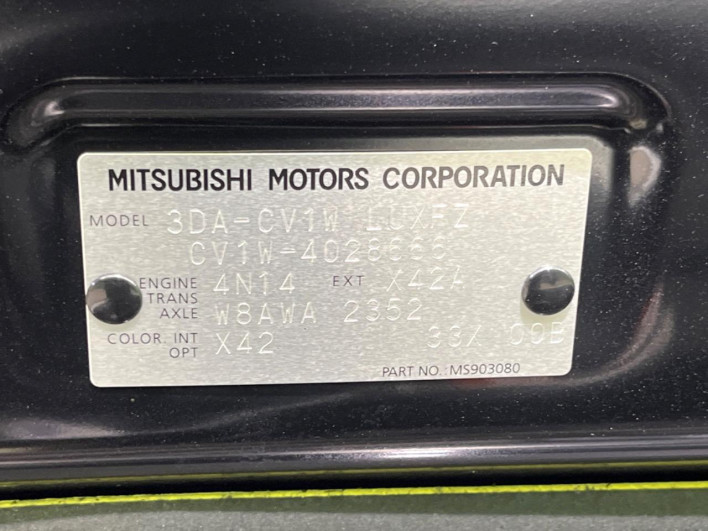 MITSUBISHI MOTORS CORPORATION
MODEL 3DA-CV1W LUXFZ
CV1W-4028666
ENGINE 4N14 EXT X42A
TRANS
AXLE W8AWA 2352
COLOR. INT X42 33/ 00B
OPT
PART NO.: MS903080